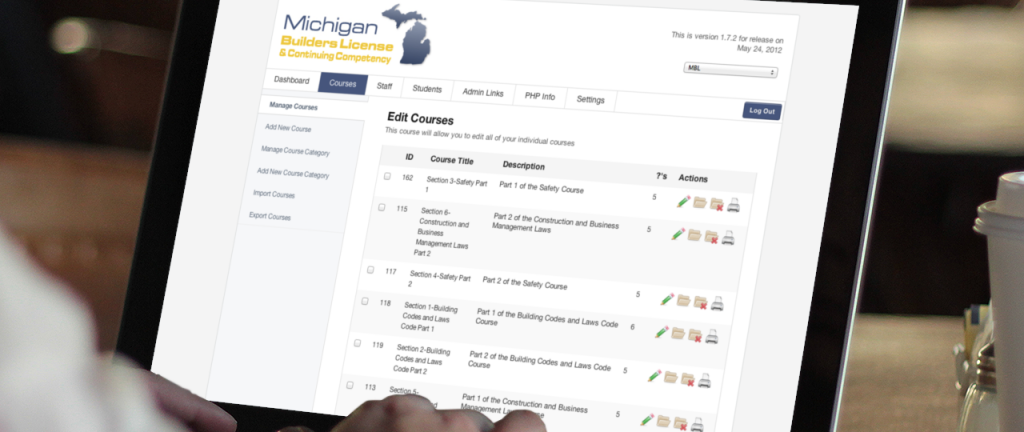 Michigan
Builders License
& Continuing Competency
This is version 1.7.2 for release on
May 24, 2012
MBL
Dashboard Courses Staff Students Admin Links PHP Info Settings
Log Out
Manage Courses
Add New Course
Manage Course Category
Add New Course Category
Import Courses
Export Courses
Edit Courses
This course will allow you to edit all of your individual courses
ID Course Title Description ?'s Actions
162 Section 3-Safety Part Part 1 of the Safety Course 5
1
115 Section 6- Part 2 of the Construction and Business 5
Construction and Management Laws
Business
Management Laws
Part 2
117 Section 4-Safety Part Part 2 of the Safety Course 5
2
118 Section 1-Building Part 1 of the Building Codes and Laws Code 6
Codes and Laws Course
Code Part 1
119 Section 2-Building Part 2 of the Building Codes and Laws Code 5
Codes and Laws Course
Code Part 2
113 Section 5- Part 1 of the Construction and Business 5
Management Laws